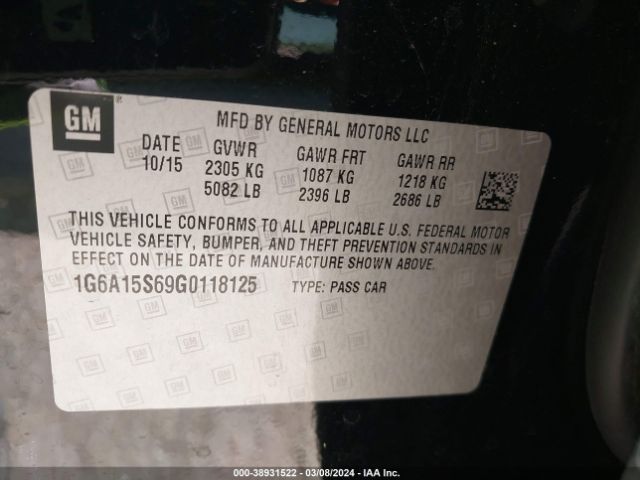 GM
MFD BY GENERAL MOTORS LLC
DATE GVWR GAWR FRT GAWR RR
10/15 2305 KG 1087 KG 1218 KG
5082 LB 2396 LB 2686 LB
THIS VEHICLE CONFORMS TO ALL APPLICABLE U.S. FEDERAL MOTOR
VEHICLE SAFETY, BUMPER, AND THEFT PREVENTION STANDARDS IN
EFFECT ON THE DATE OF MANUFACTURE SHOWN ABOVE.
1G6A15S69G0118125 TYPE: PASS CAR
000-38931522 - 03/08/2024 - IAA Inc.